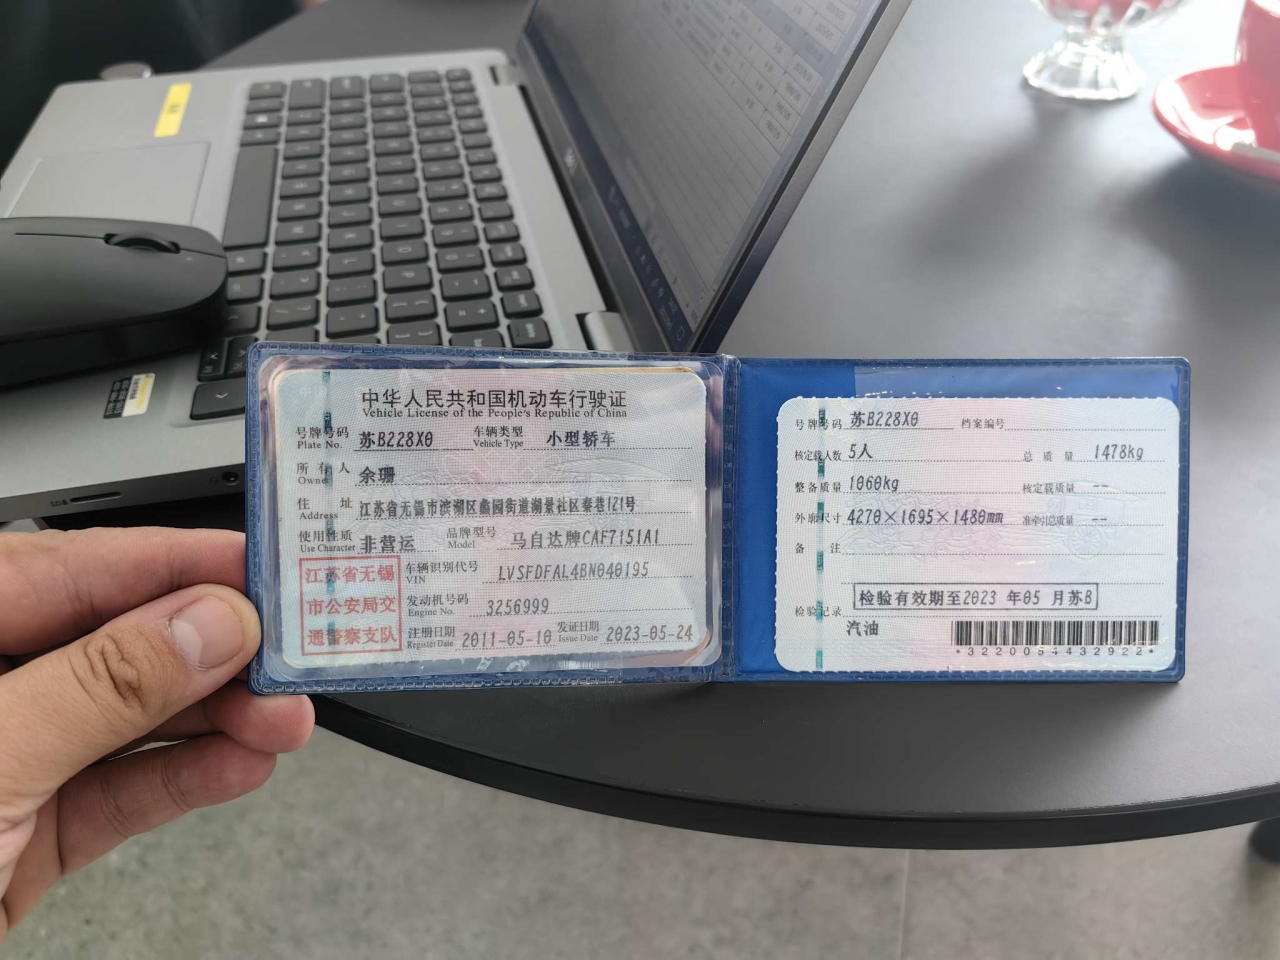 中华人民共和国机动车行驶证
Vehicle License of the People's Republic of China
号牌号码 苏B228X0 车辆类型 小型轿车
Plate No. Vehicle Type
所有人 余珊
Owner
住址 江苏省无锡市滨湖区蠡园街道湖景社区秦巷121号
Address
使用性质 非营运 品牌型号 马自达牌CAF7151A1
Use Character Model
江苏省无锡
市公安局交
通警察支队
车辆识别代号 LVSFDFAL4BN040195
VIN
发动机号码 3256999
Engine No.
注册日期 2011-05-10 发证日期 2023-05-24
Register Date Issue Date
号牌号码 苏B228X0 档案编号
核定载人数 5人 总质量 1478kg
整备质量 1060kg 核定载质量 --
外廓尺寸 4270×1695×1480mm 准牵引总质量 --
备注
检验记录 检验有效期至2023 年05 月苏B
汽油
*3220054432922*